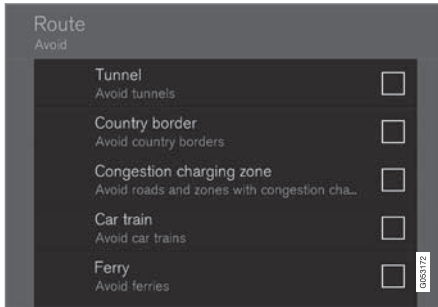 Route
Avoid
Tunnel
Avoid tunnels
Country border
Avoid country borders
Congestion charging zone
Avoid roads and zones with congestion cha...
Car train
Avoid car trains
Ferry
Avoid ferries
G053172